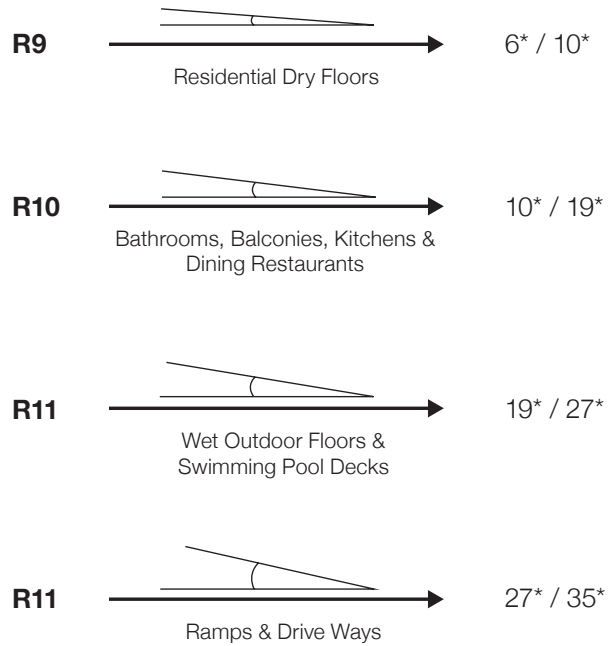 R9
6* / 10*
Residential Dry Floors
R10
10* / 19*
Bathrooms, Balconies, Kitchens &
Dining Restaurants
R11
19* / 27*
Wet Outdoor Floors &
Swimming Pool Decks
R11
27* / 35*
Ramps & Drive Ways